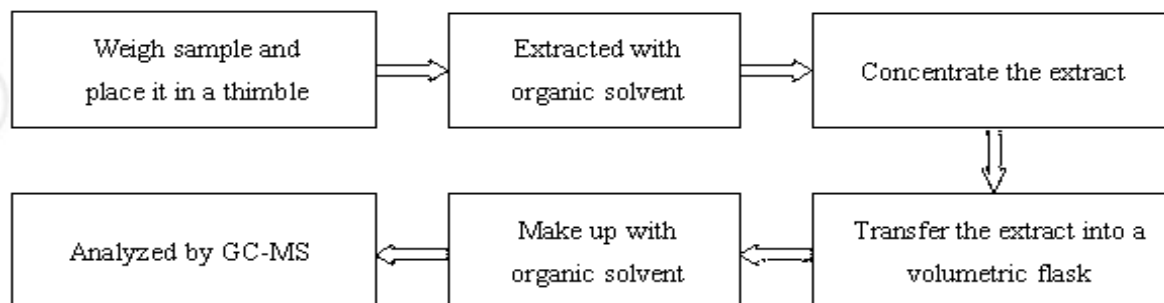 Weigh sample and
place it in a thimble
Extracted with
organic solvent
Concentrate the extract
Transfer the extract into a
volumetric flask
Make up with
organic solvent
Analyzed by GC-MS